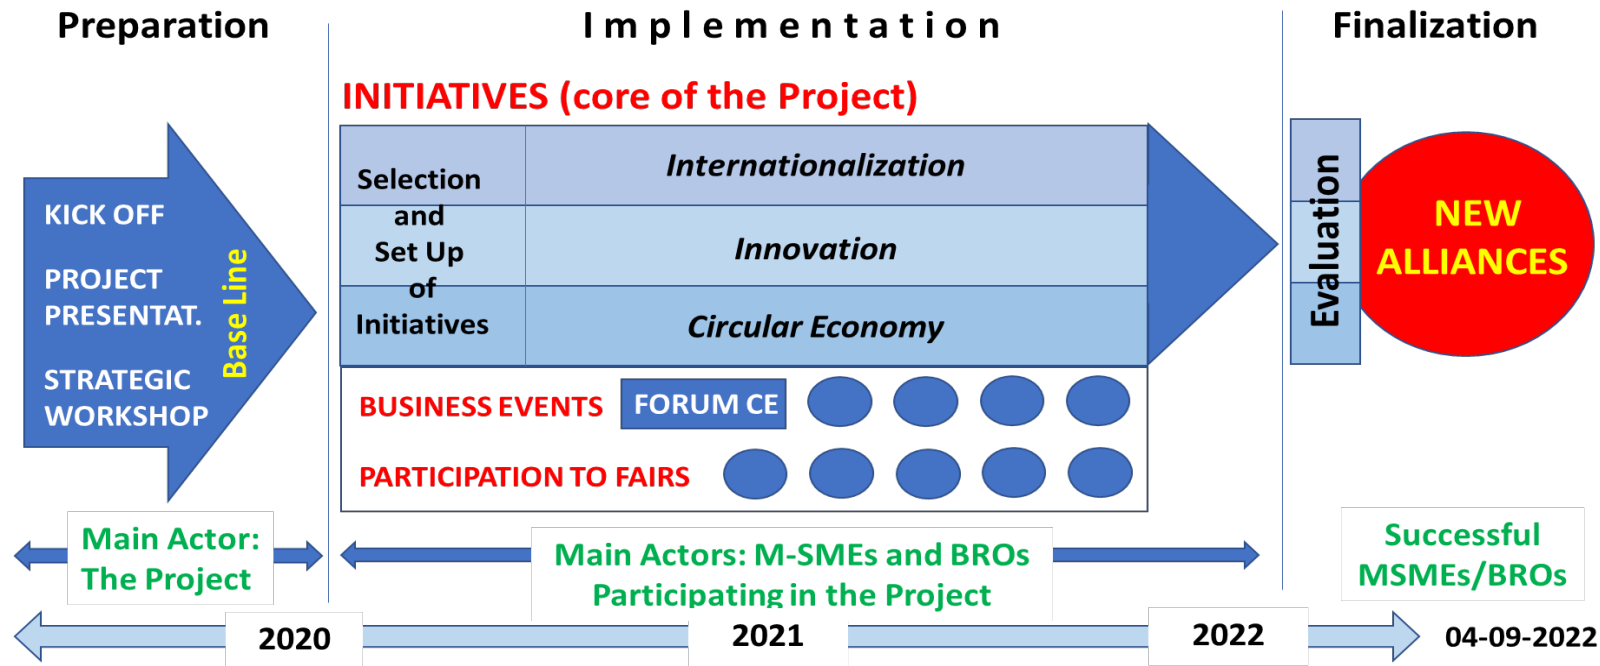 Preparation
Implementation
Finalization
INITIATIVES (core of the Project)
KICK OFF
PROJECT
PRESENTAT.
STRATEGIC
WORKSHOP
Base Line
Selection
and
Set Up
of
Initiatives
Internationalization
Innovation
Circular Economy
BUSINESS EVENTS
FORUM CE
PARTICIPATION TO FAIRS
Evaluation
NEW
ALLIANCES
Main Actor:
The Project
Main Actors: M-SMEs and BROs
Participating in the Project
Successful
MSMEs/BROs
2020
2021
2022
04-09-2022